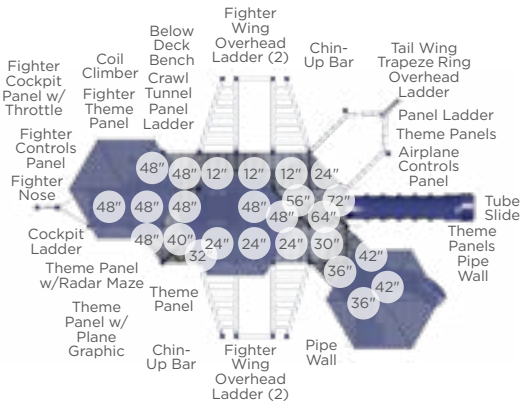 Fighter
Wing
Overhead
Ladder (2)
Below
Deck
Bench
Crawl
Tunnel
Panel
Ladder
Coil
Climber
Fighter
Theme
Panel
Fighter
Cockpit
Panel w/
Throttle
Chin-
Up Bar
Tail Wing
Trapeze Ring
Overhead
Ladder
Panel Ladder
Theme Panels
Airplane
Controls
Panel
Fighter
Controls
Panel
Fighter
Nose
48"
48"
12"
12"
12"
24"
48"
48"
48"
48"
48"
56"
64"
72"
48"
40"
32
24"
24"
24"
30"
36"
42"
42"
36"
Tube
Slide
Theme
Panels
Pipe
Wall
Cockpit
Ladder
Theme Panel
w/Radar Maze
Theme
Panel w/
Plane
Graphic
Theme
Panel
Chin-
Up Bar
Fighter
Wing
Overhead
Ladder (2)
Pipe
Wall